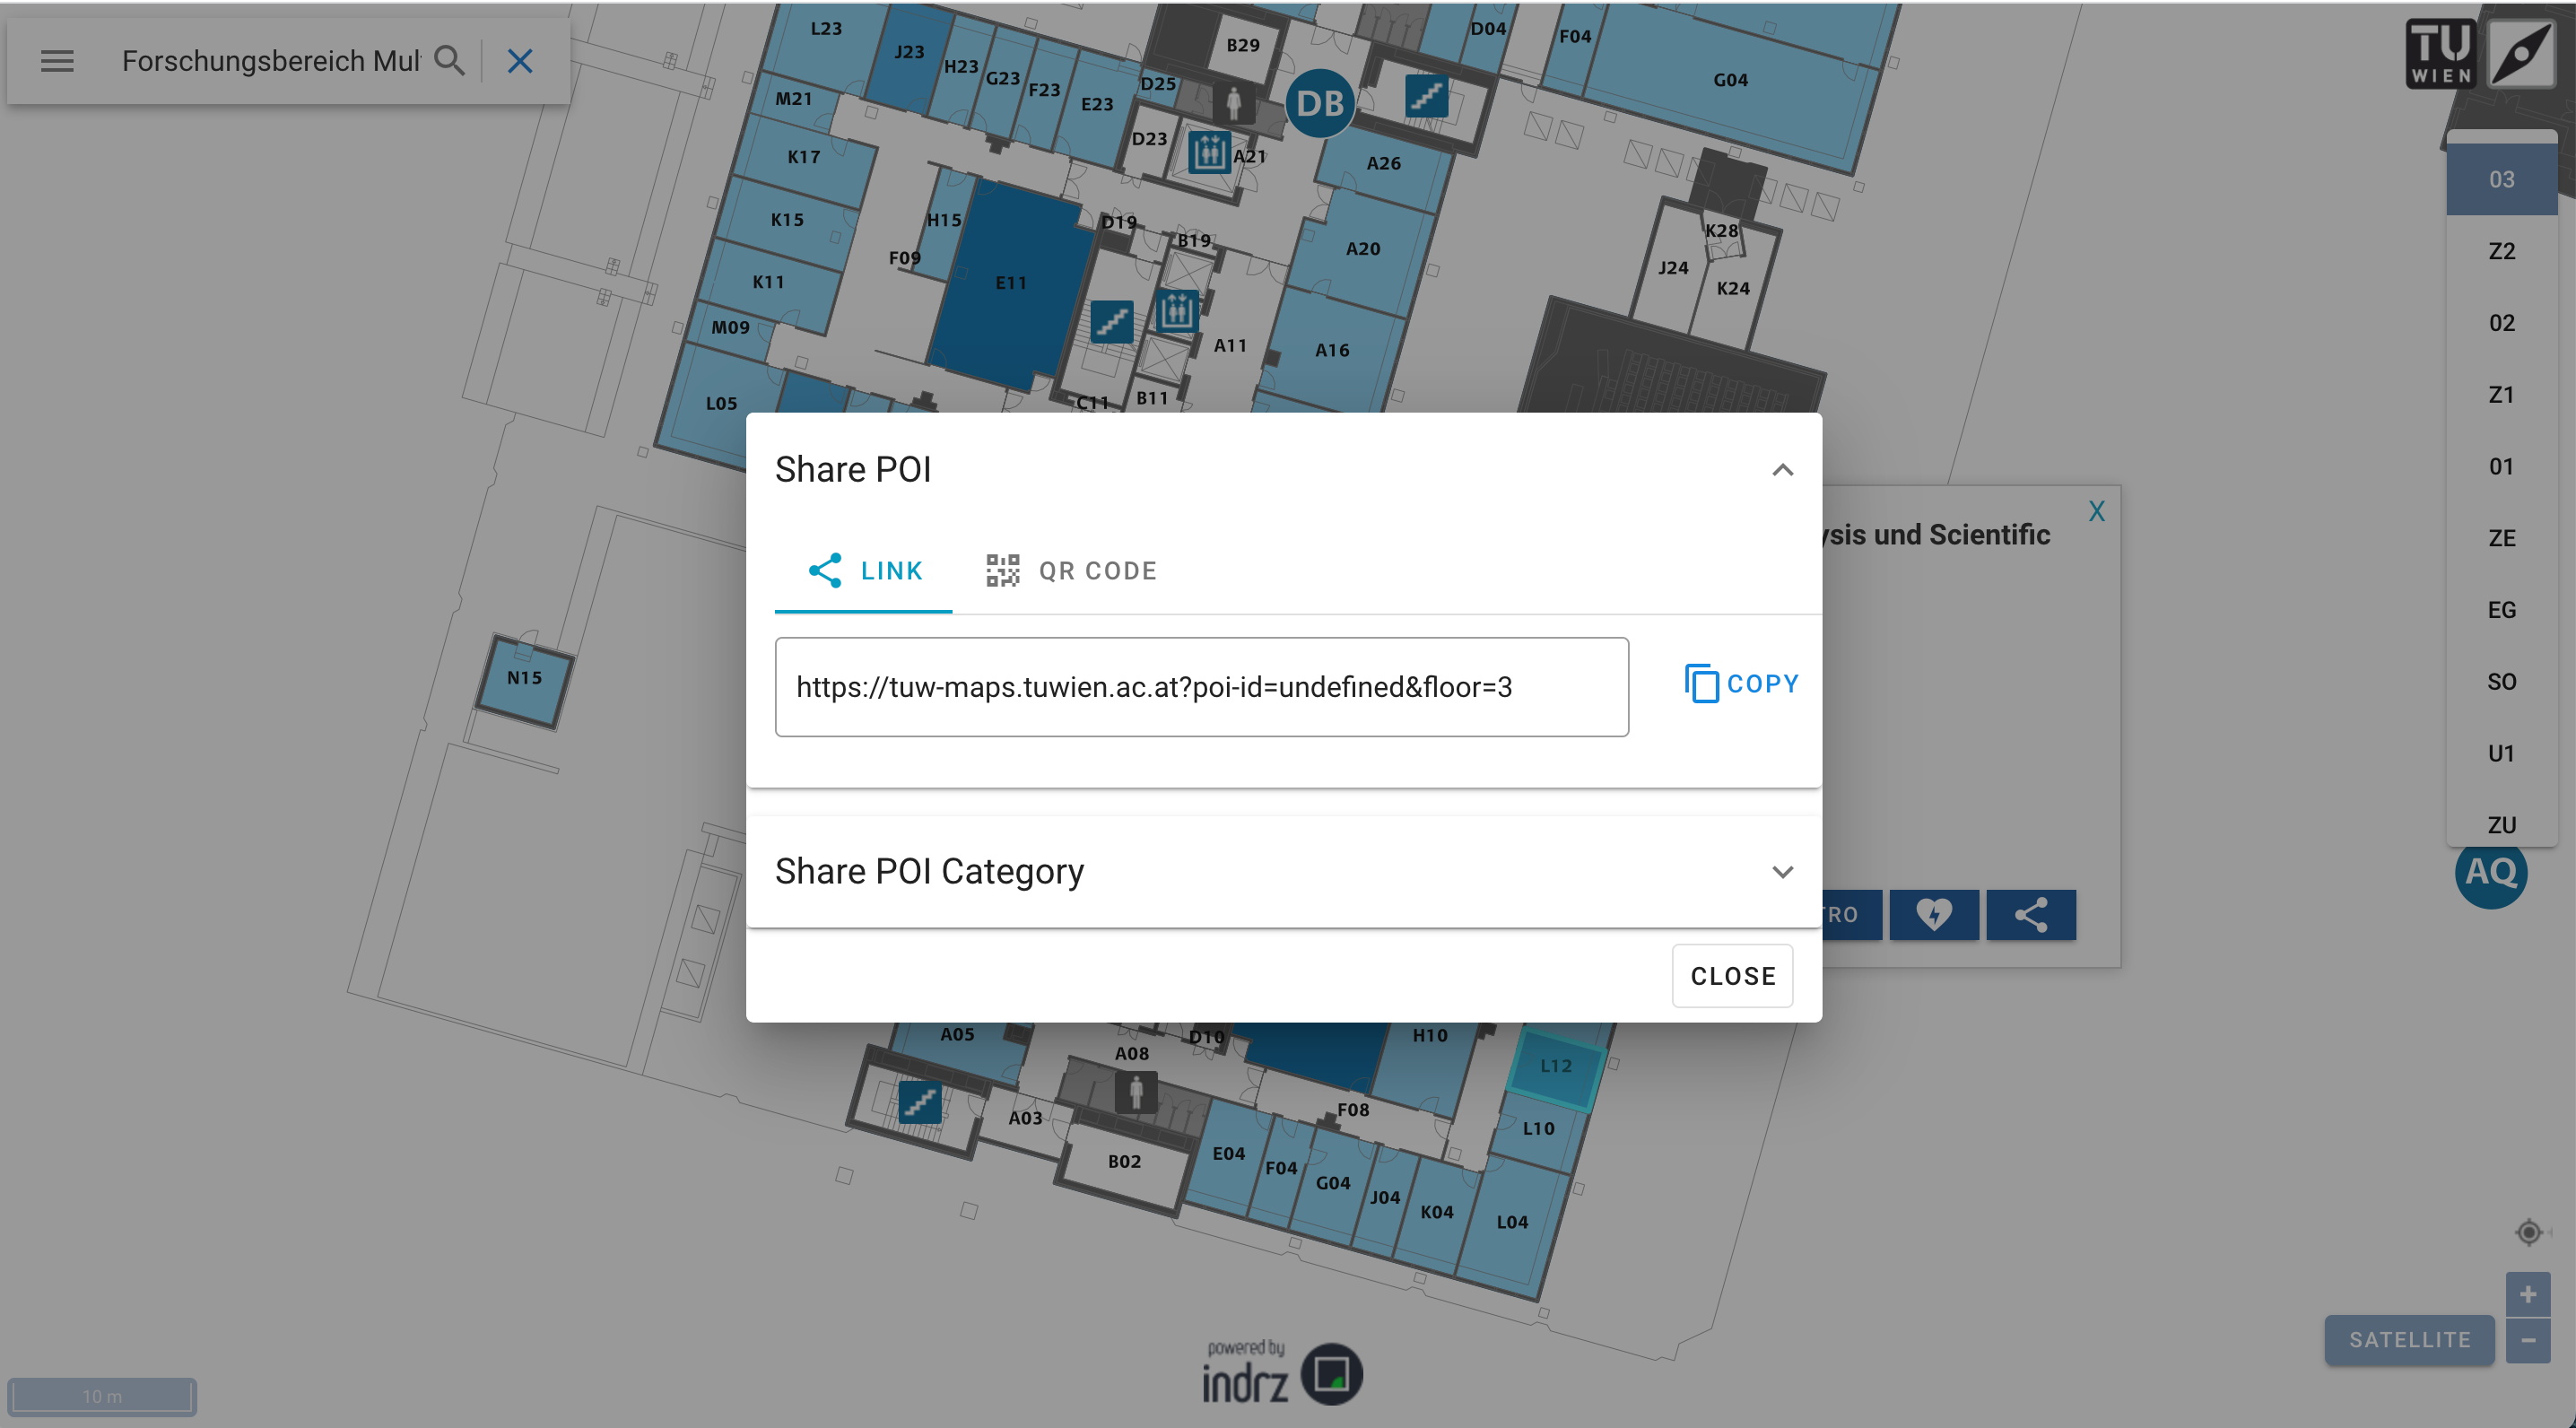 L23
J23
H23
G23
F23
E23
D25
B29
DB
D04
F04
G04
TU
WIEN
Forschungsbereich Mul
M21
K17
K15
K11
M09
L05
H15
F09
E11
D23
A21
D19
B19
A11
C11
B11
A26
A20
A16
J24
K28
K24
03
Z2
02
Z1
01
ZE
EG
SO
U1
ZU
AQ
Share POI
LINK
QR CODE
https://tuw-maps.tuwien.ac.at?poi-id=undefined&floor=3
COPY
Share POI Category
CLOSE
X
ysis und Scientific
TRO
N15
A05
A08
D10
H10
L12
L10
L04
A03
B02
F08
E04
F04
G04
J04
K04
+
−
SATELLITE
10 m
powered by
indrz